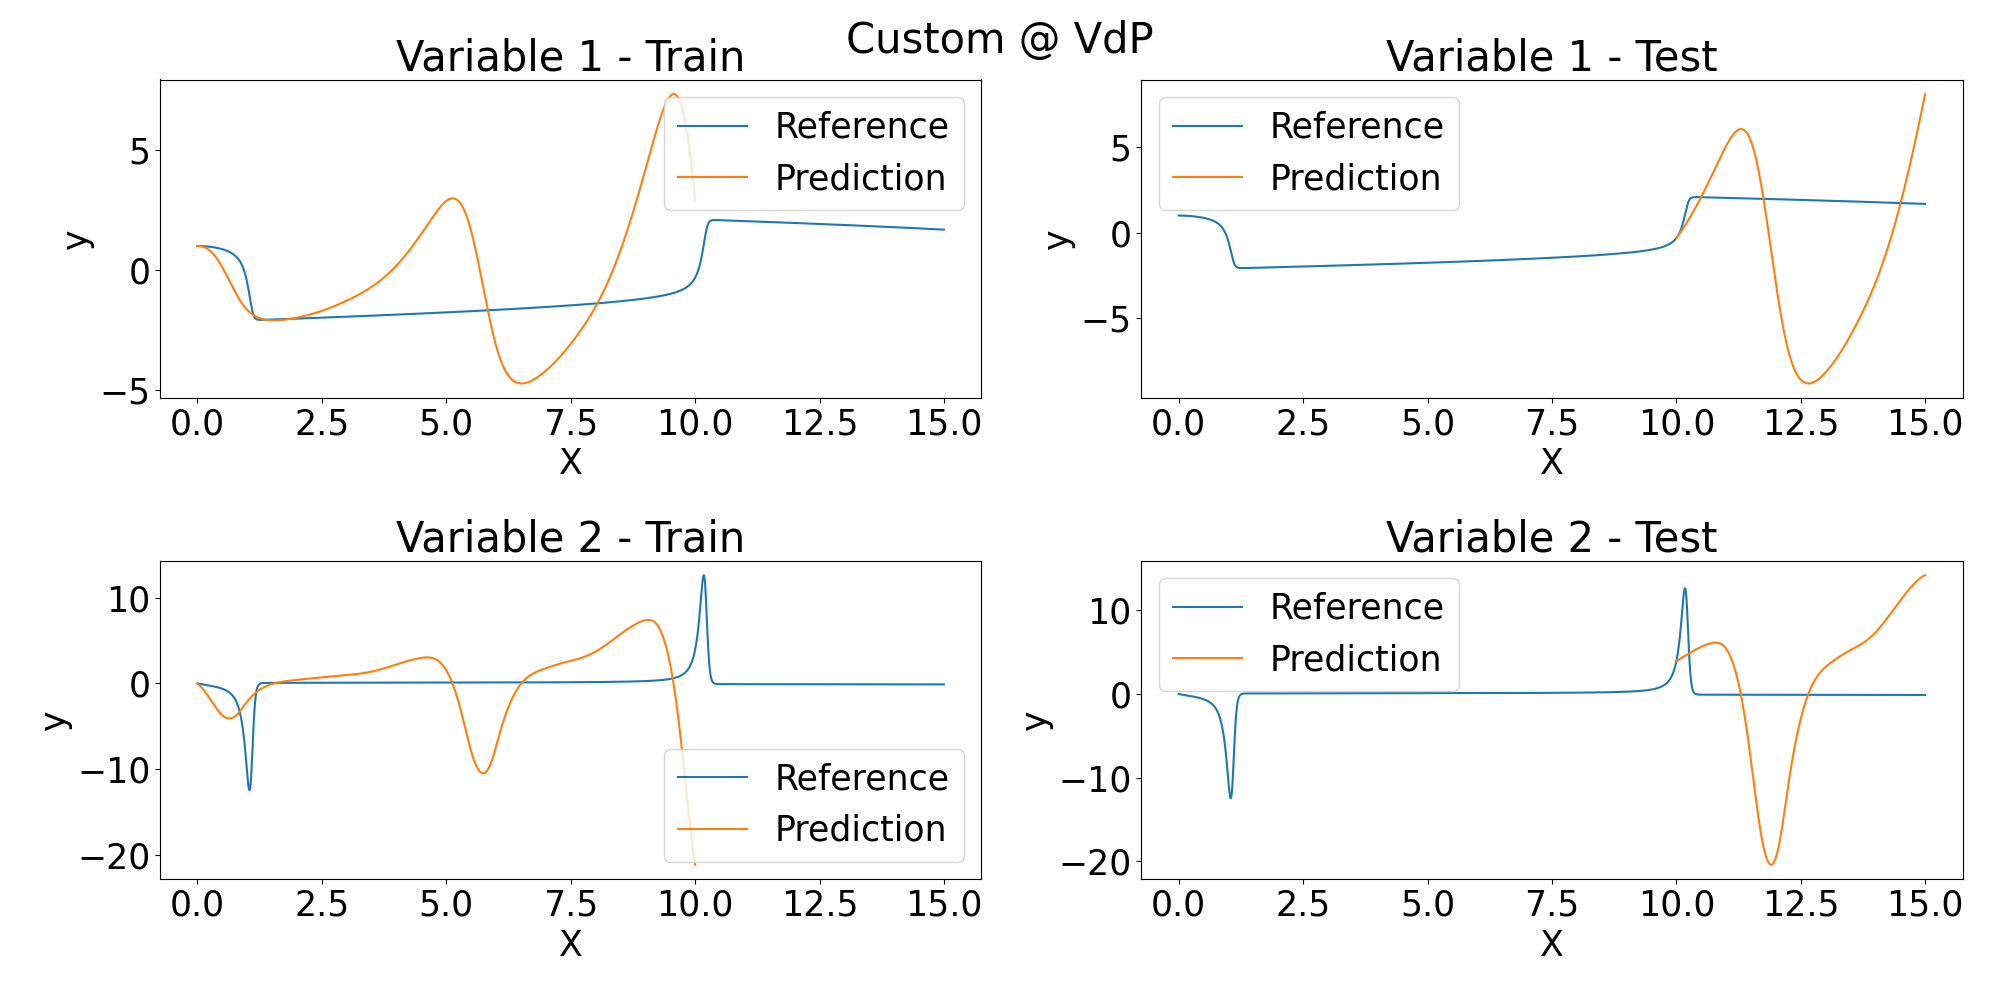 Custom @ VdP
Variable 1 - Train
5
0
−5
y
Reference
Prediction
0.0 2.5 5.0 7.5 10.0 12.5 15.0
X
Variable 1 - Test
5
0
−5
y
Reference
Prediction
0.0 2.5 5.0 7.5 10.0 12.5 15.0
X
Variable 2 - Train
10
0
−10
−20
y
Reference
Prediction
0.0 2.5 5.0 7.5 10.0 12.5 15.0
X
Variable 2 - Test
10
0
−10
−20
y
Reference
Prediction
0.0 2.5 5.0 7.5 10.0 12.5 15.0
X